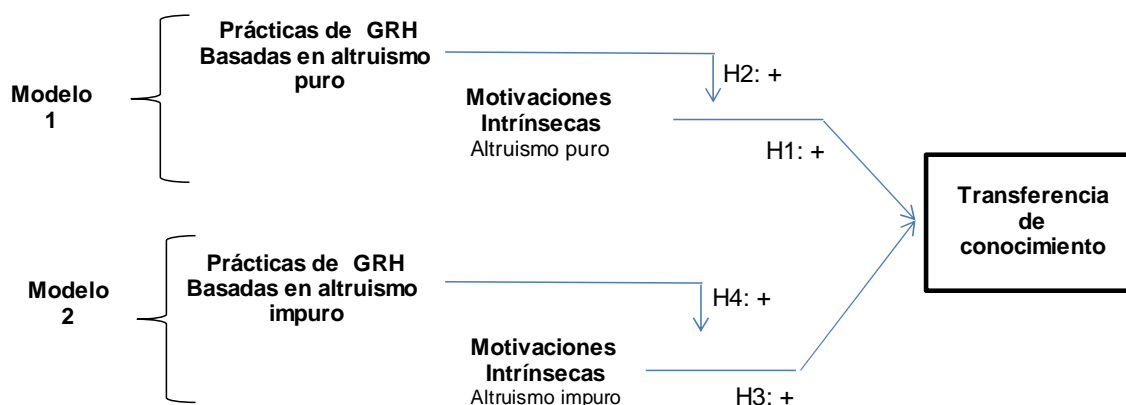 Modelo
1
Prácticas de GRH
Basadas en altruismo
puro
H2: +
Motivaciones
Intrínsecas
Altruismo puro
H1: +
Transferencia
de
conocimiento
Modelo
2
Prácticas de GRH
Basadas en altruismo
impuro
H4: +
Motivaciones
Intrínsecas
Altruismo impuro
H3: +